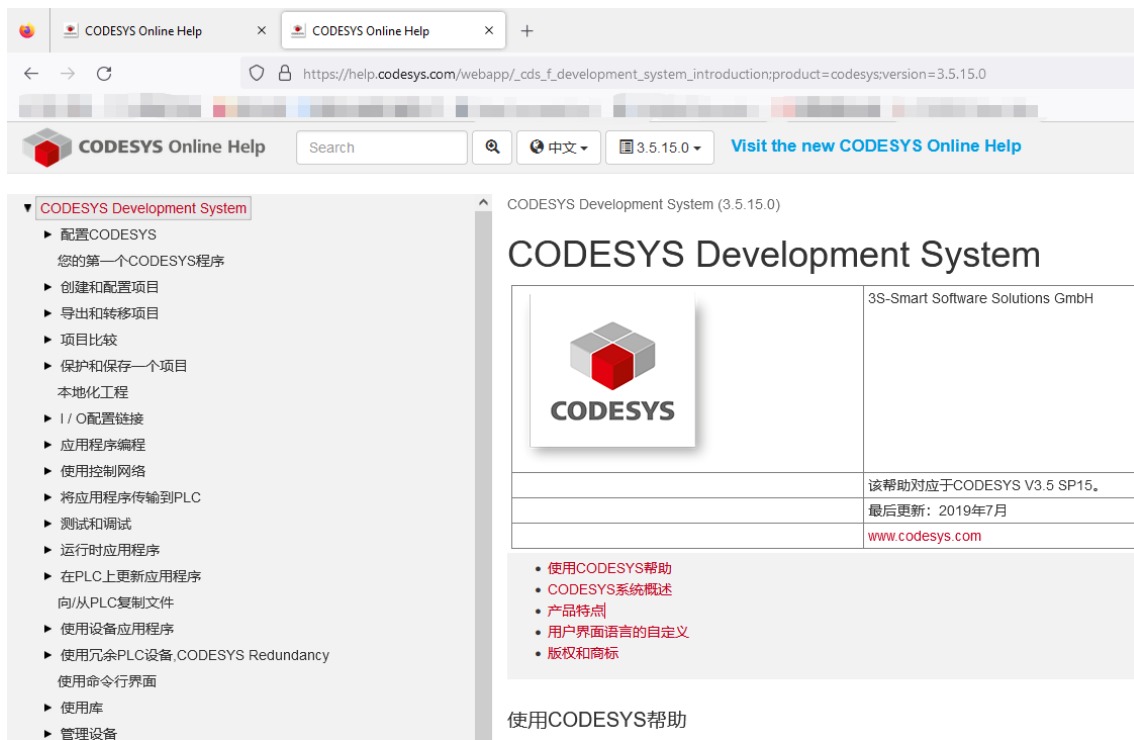 CODESYS Online Help
CODESYS Online Help
https://help.codesys.com/webapp/_cds_f_development_system_introduction;product=codesys;version=3.5.15.0
CODESYS Online Help
Search
中文
3.5.15.0
Visit the new CODESYS Online Help
CODESYS Development System
配置CODESYS
您的第一个CODESYS程序
创建和配置项目
导出和转移项目
项目比较
保护和保存一个项目
本地化工程
I / O配置链接
应用程序编程
使用控制网络
将应用程序传输到PLC
测试和调试
运行时应用程序
在PLC上更新应用程序
向/从PLC复制文件
使用设备应用程序
使用冗余PLC设备,CODESYS Redundancy
使用命令行界面
使用库
管理设备
CODESYS Development System (3.5.15.0)
CODESYS Development System
CODESYS
3S-Smart Software Solutions GmbH
该帮助对应于CODESYS V3.5 SP15。
最后更新：2019年7月
www.codesys.com
使用CODESYS帮助
CODESYS系统概述
产品特点
用户界面语言的自定义
版权和商标
使用CODESYS帮助